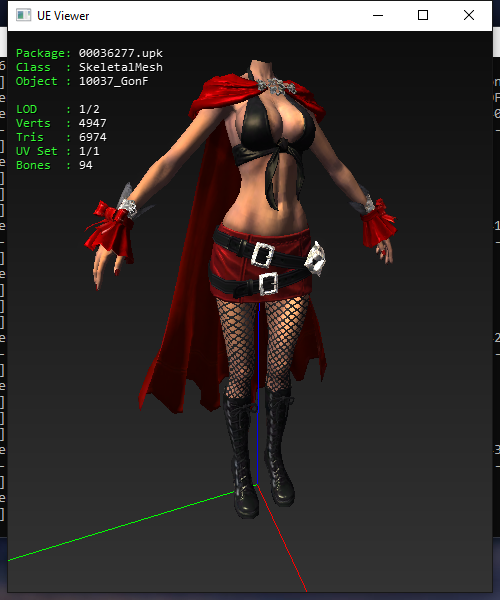 UE Viewer
Package: 00036277.upk
Class  : SkeletalMesh
Object : 10037_GonF
LOD    : 1/2
Verts  : 4947
Tris   : 6974
UV Set : 1/1
Bones  : 94